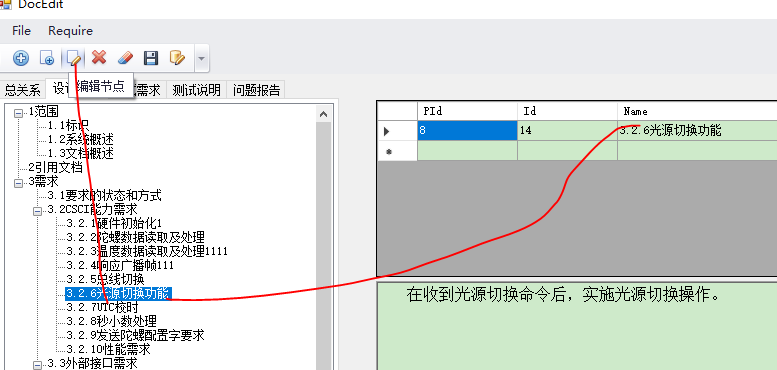 DocEdit
File Require
编辑节点
总关系 设 需求 测试说明 问题报告
1范围
1.1标识
1.2系统概述
1.3文档概述
2引用文档
3需求
3.1要求的状态和方式
3.2CSCI能力需求
3.2.1硬件初始化1
3.2.2陀螺数据读取及处理
3.2.3温度数据读取及处理1111
3.2.4响应广播帧111
3.2.5总线切换
3.2.6光源切换功能
3.2.7UTC校时
3.2.8秒小数处理
3.2.9发送陀螺配置字要求
3.2.10性能需求
3.3外部接口需求
PId Id Name
8 14 3.2.6光源切换功能
在收到光源切换命令后，实施光源切换操作。